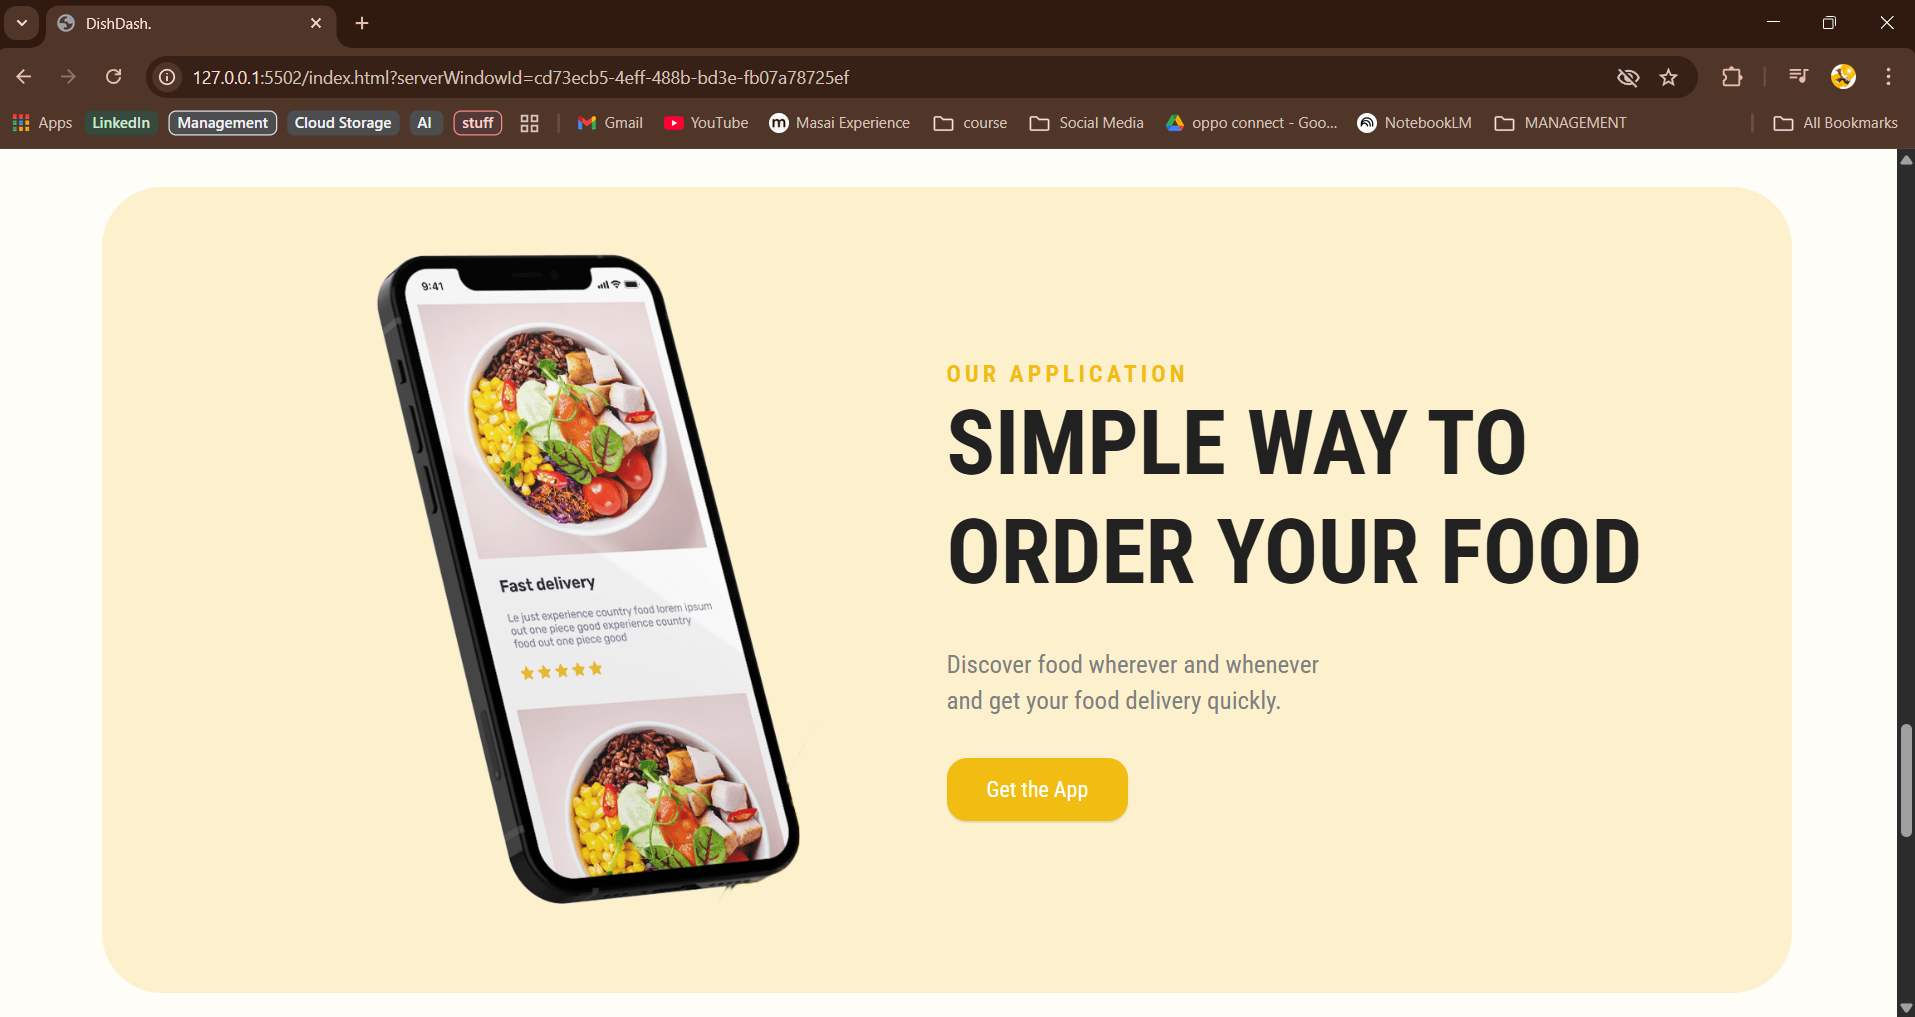 DishDash.
127.0.0.1:5502/index.html?serverWindowId=cd73ecb5-4eff-488b-bd3e-fb07a78725ef
Apps LinkedIn Management Cloud Storage AI stuff Gmail YouTube m Masai Experience course Social Media oppo connect - Goo... NotebookLM MANAGEMENT All Bookmarks
9:41
Fast delivery
Le just experience country food lorem ipsum
out one piece good experience country
food out one piece good
OUR APPLICATION
SIMPLE WAY TO
ORDER YOUR FOOD
Discover food wherever and whenever
and get your food delivery quickly.
Get the App